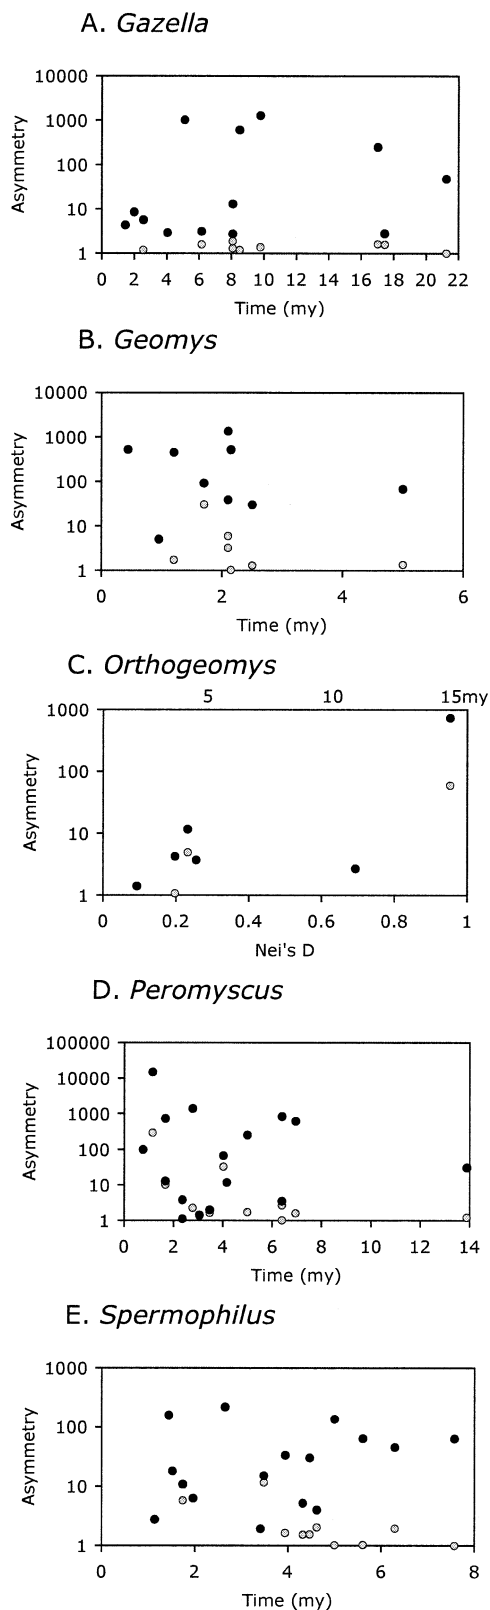 A. Gazella
10000
1000
100
10
1
Asymmetry
0 2 4 6 8 10 12 14 16 18 20 22
Time (my)
B. Geomys
10000
1000
100
10
1
Asymmetry
0 2 4 6
Time (my)
C. Orthogeomys
5 10 15my
1000
100
10
1
Asymmetry
0 0.2 0.4 0.6 0.8 1
Nei's D
D. Peromyscus
100000
10000
1000
100
10
1
Asymmetry
0 2 4 6 8 10 12 14
Time (my)
E. Spermophilus
1000
100
10
1
Asymmetry
0 2 4 6 8
Time (my)